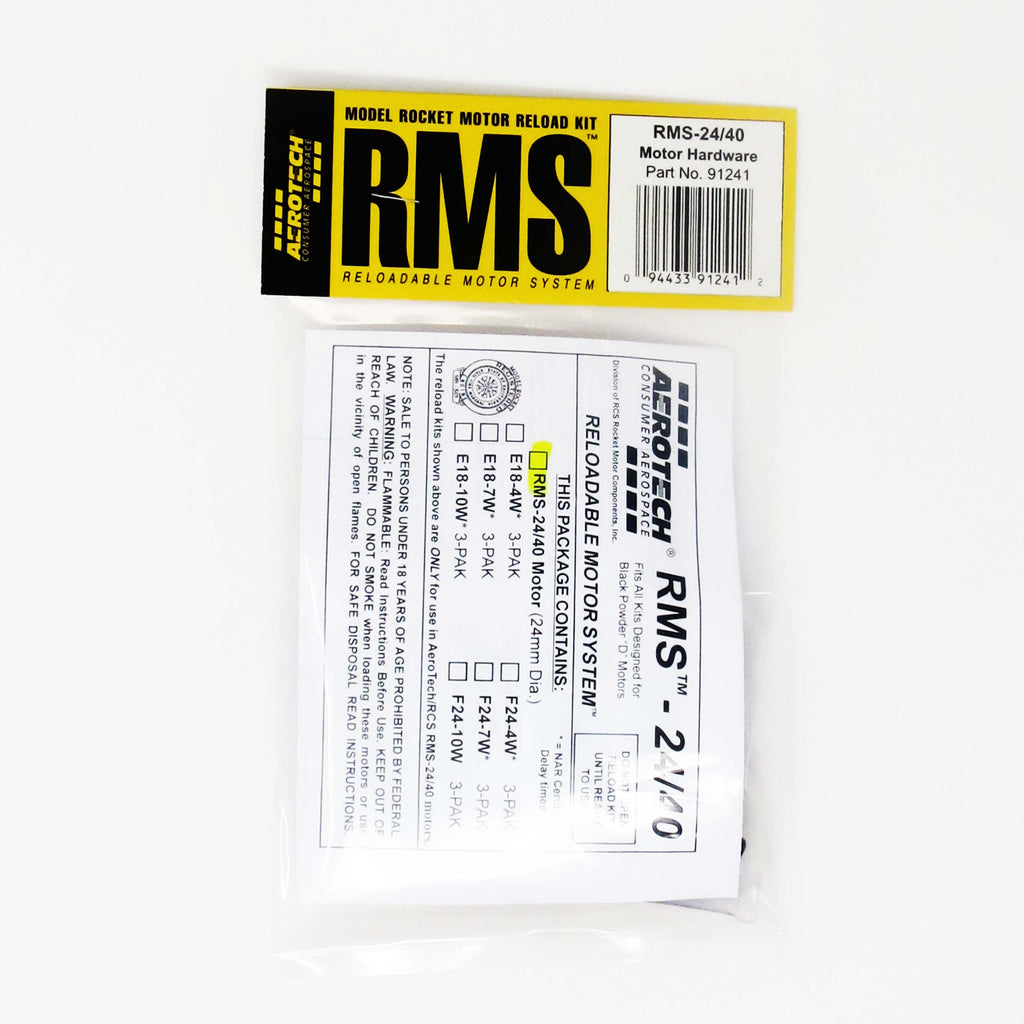 MODEL ROCKET MOTOR RELOAD KIT
RMS™
RELOADABLE MOTOR SYSTEM
AEROTECH
CONSUMER AEROSPACE
RMS-24/40
Motor Hardware
Part No. 91241
0 94433 91241 2
AEROTECH®
CONSUMER AEROSPACE
Division of RCS Rocket Motor Components, Inc.
RMS™ - 24/40
Fits All Kits Designed for
Black Powder "D" Motors
RELOADABLE MOTOR SYSTEM™
DO NOT OPEN
RELOAD KIT
UNTIL READY
TO USE
THIS PACKAGE CONTAINS:
* = NAR Certified
Delay times
RMS-24/40 Motor (24mm Dia.)
E18-4W* 3-PAK F24-4W* 3-PAK
E18-7W* 3-PAK F24-7W* 3-PAK
E18-10W* 3-PAK F24-10W 3-PAK
The reload kits shown above are ONLY for use in AeroTech/RCS RMS-24/40 motors.
NOTE: SALE TO PERSONS UNDER 18 YEARS OF AGE PROHIBITED BY FEDERAL
LAW. WARNING: FLAMMABLE: Read Instructions Before Use. KEEP OUT OF
REACH OF CHILDREN. DO NOT SMOKE when loading these motors or use
in the vicinity of open flames. FOR SAFE DISPOSAL READ INSTRUCTIONS.